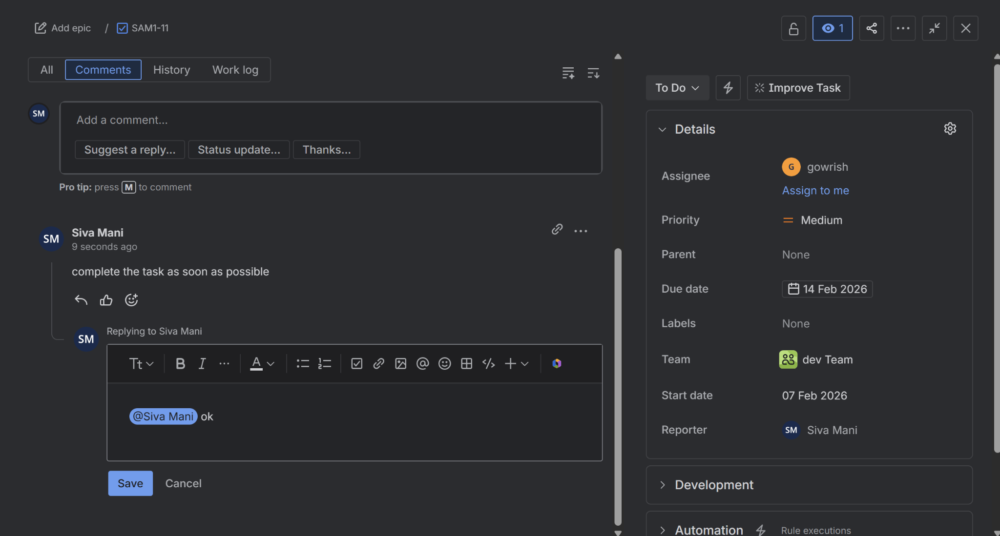 Add epic / SAM1-11
1
All Comments History Work log
SM
Add a comment...
Suggest a reply... Status update... Thanks...
Pro tip: press M to comment
SM
Siva Mani
9 seconds ago
complete the task as soon as possible
SM
Replying to Siva Mani
Tt B I ... A @ </> +
@Siva Mani ok
Save Cancel
To Do Improve Task
Details
Assignee G gowrish
Assign to me
Priority Medium
Parent None
Due date 14 Feb 2026
Labels None
Team dev Team
Start date 07 Feb 2026
Reporter SM Siva Mani
Development
Automation Rule executions